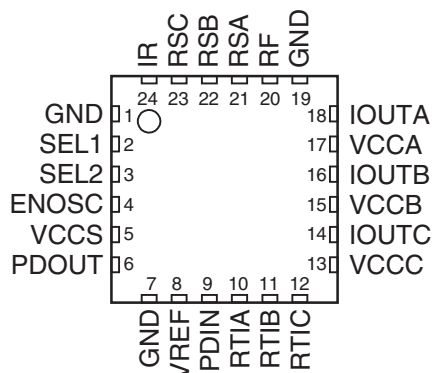 IR RSC RSB RSA RF GND
24 23 22 21 20 19
GND 1 18 IOUTA
SEL1 2 17 VCCA
SEL2 3 16 IOUTB
ENOSC 4 15 VCCB
VCCS 5 14 IOUTC
PDOUT 6 13 VCCC
7 8 9 10 11 12
GND VREF PDIN RTIA RTIB RTIC